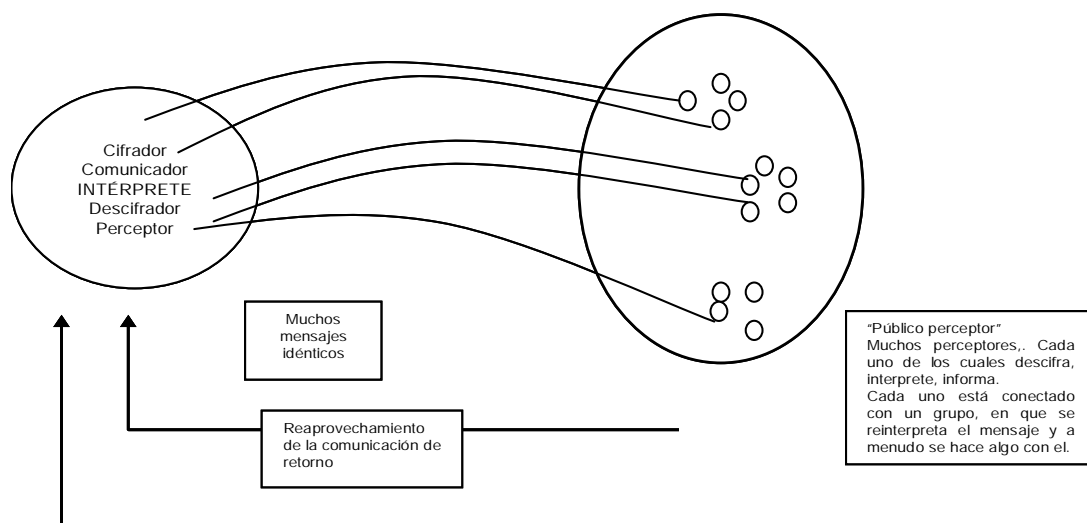 Cifrador
Comunicador
INTÉRPRETE
Descifrador
Perceptor
Muchos
mensajes
idénticos
Reaprovechamiento
de la comunicación de
retorno
"Público perceptor"
Muchos perceptores,. Cada
uno de los cuales descifra,
interprete, informa.
Cada uno está conectado
con un grupo, en que se
reinterpreta el mensaje y a
menudo se hace algo con el.